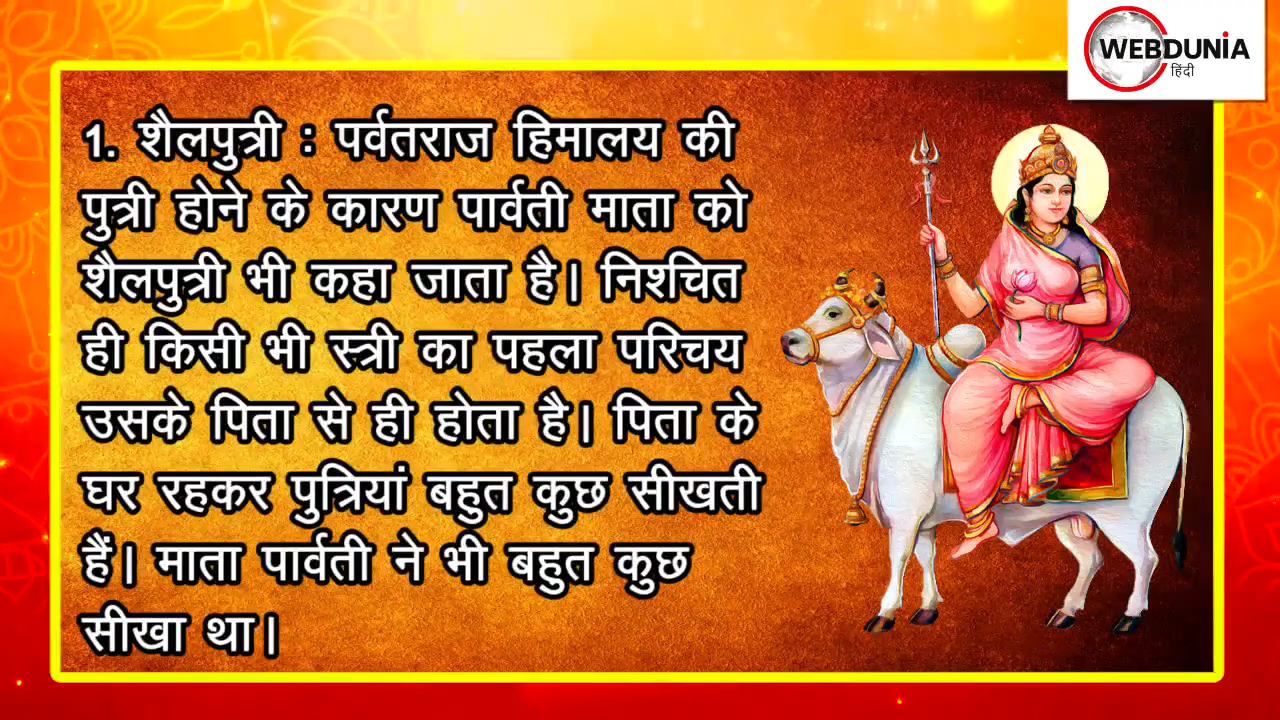 WEBDUNIA
हिंदी
1. शैलपुत्री : पर्वतराज हिमालय की
पुत्री होने के कारण पार्वती माता को
शैलपुत्री भी कहा जाता है। निश्चित
ही किसी भी स्त्री का पहला परिचय
उसके पिता से ही होता है। पिता के
घर रहकर पुत्रियां बहुत कुछ सीखती
हैं। माता पार्वती ने भी बहुत कुछ
सीखा था।